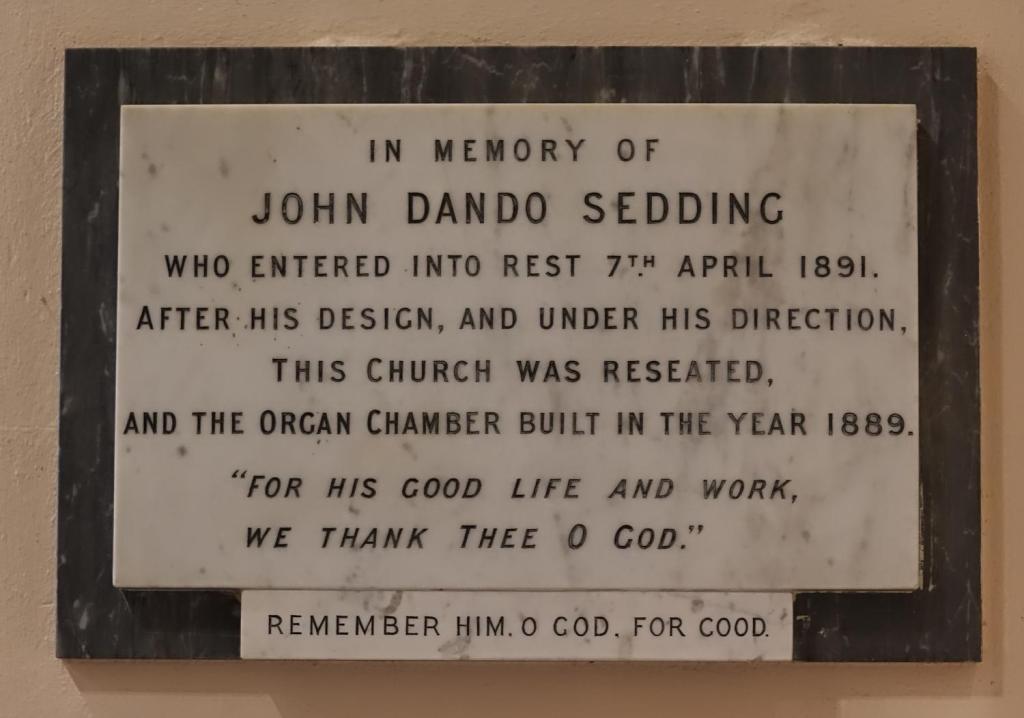 IN MEMORY OF
JOHN DANDO SEDDING
WHO ENTERED INTO REST 7TH APRIL 1891.
AFTER HIS DESIGN, AND UNDER HIS DIRECTION,
THIS CHURCH WAS RESEATED,
AND THE ORGAN CHAMBER BUILT IN THE YEAR 1889.
"FOR HIS GOOD LIFE AND WORK,
WE THANK THEE O GOD."
REMEMBER HIM. O GOD. FOR GOOD.